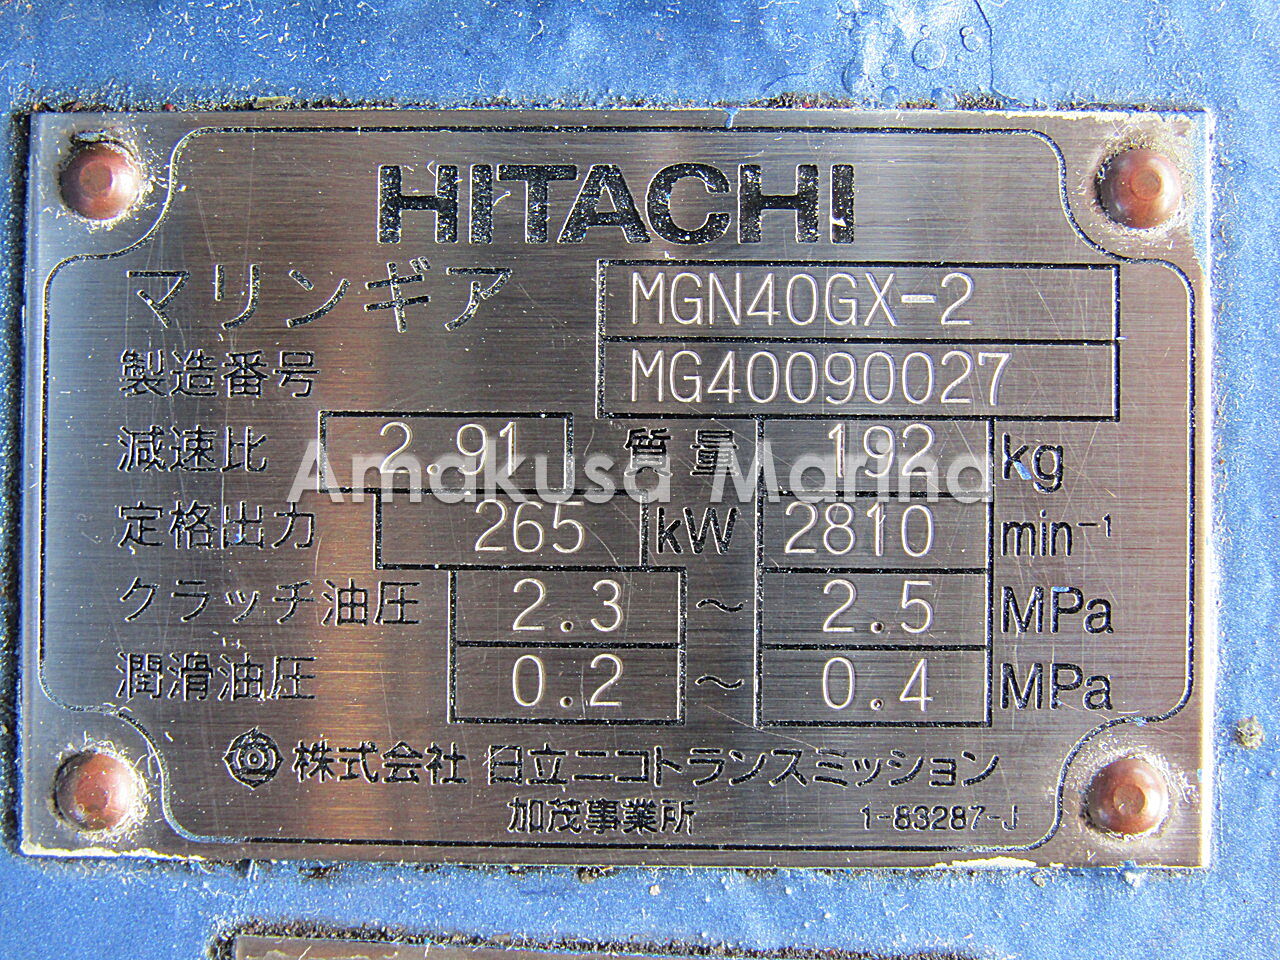 HITACHI
マリンギア MGN40GX-2
製造番号 MG40090027
減速比 2.91 質量 192 kg
Amakusa Marina
定格出力 265 kW 2810 min⁻¹
クラッチ油圧 2.3 ～ 2.5 MPa
潤滑油圧 0.2 ～ 0.4 MPa
株式会社 日立ニコトランスミッション
加茂事業所 1-83287-J